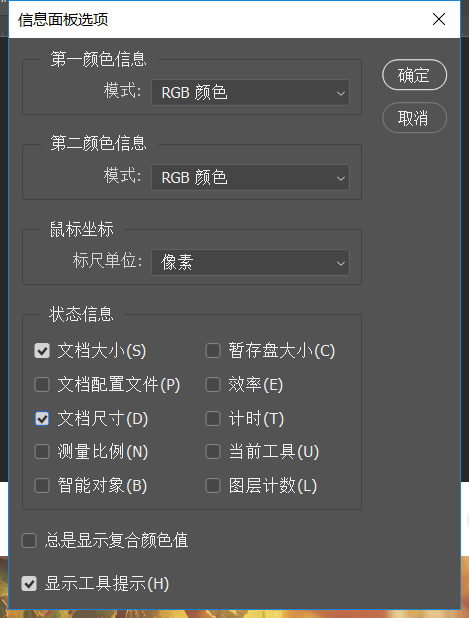 信息面板选项
第一颜色信息
模式: RGB 颜色
确定
取消
第二颜色信息
模式: RGB 颜色
鼠标坐标
标尺单位: 像素
状态信息
文档大小(S) 暂存盘大小(C)
文档配置文件(P) 效率(E)
文档尺寸(D) 计时(T)
测量比例(N) 当前工具(U)
智能对象(B) 图层计数(L)
总是显示复合颜色值
显示工具提示(H)